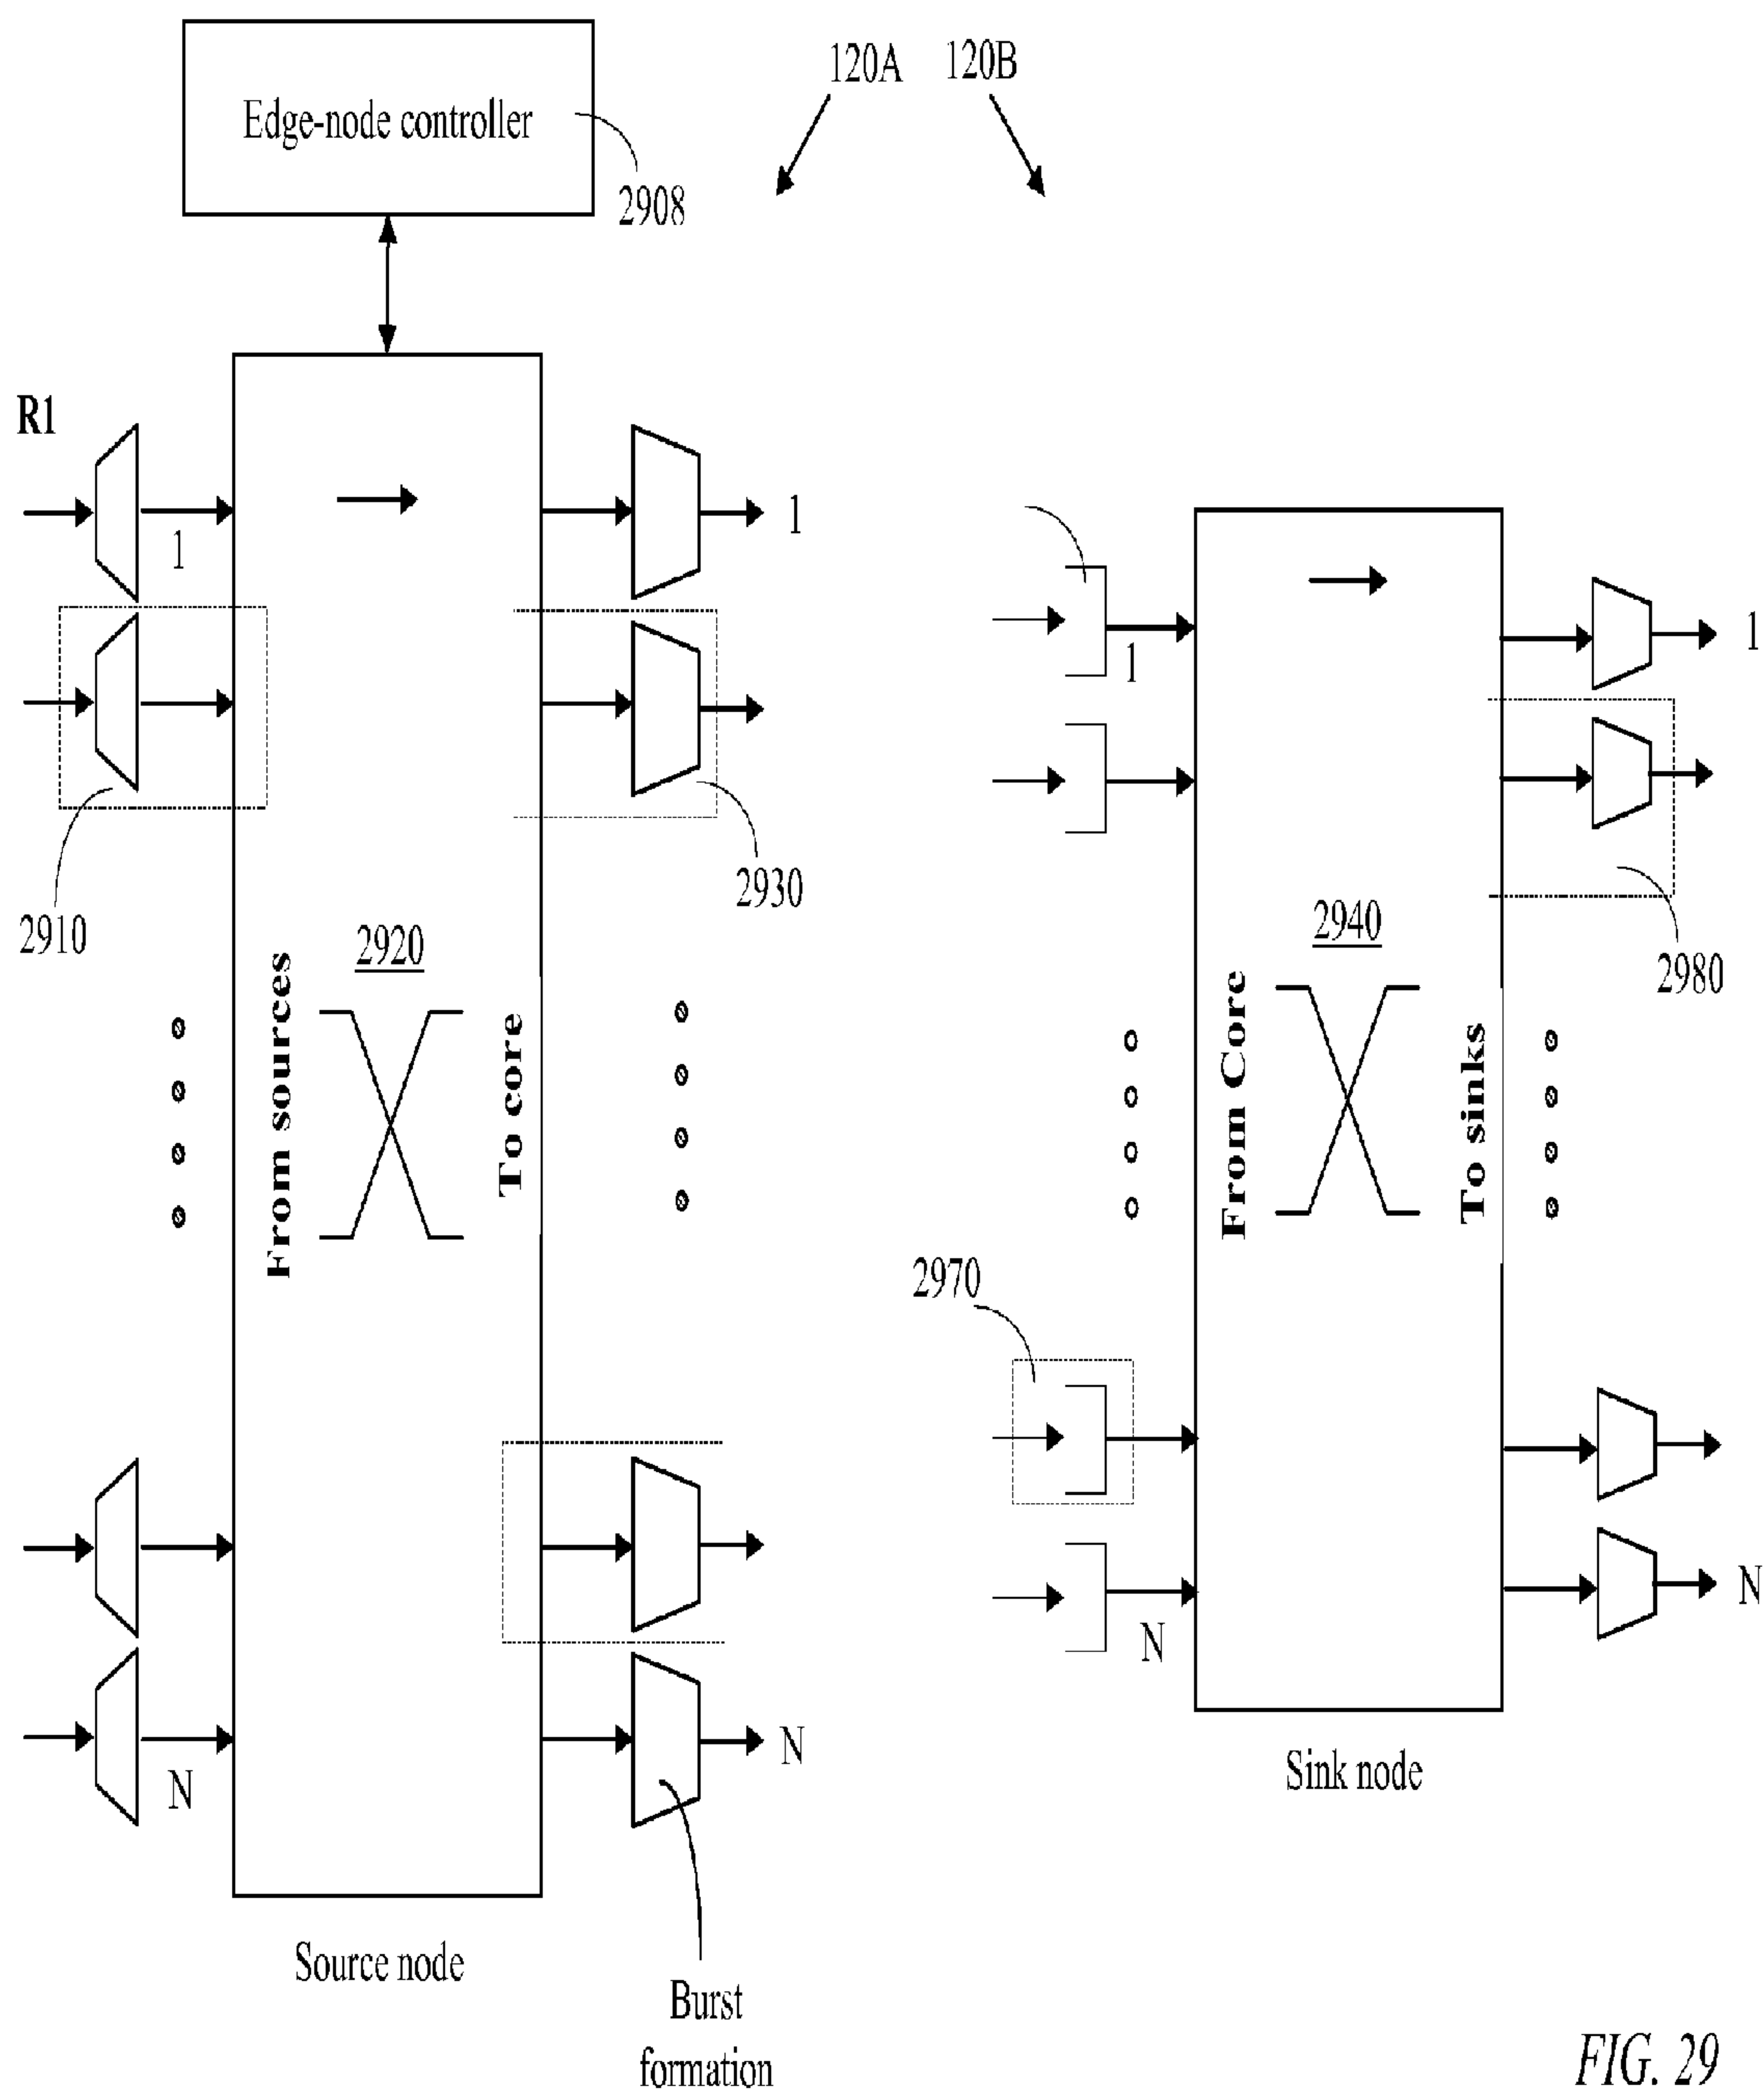 120A 120B
Edge-node controller
2908
R1
1
1
1
1
2910
2930
2920
2940
2980
From sources
To core
From Core
To sinks
2970
N
N
N
N
Sink node
Source node
Burst
formation
FIG. 29